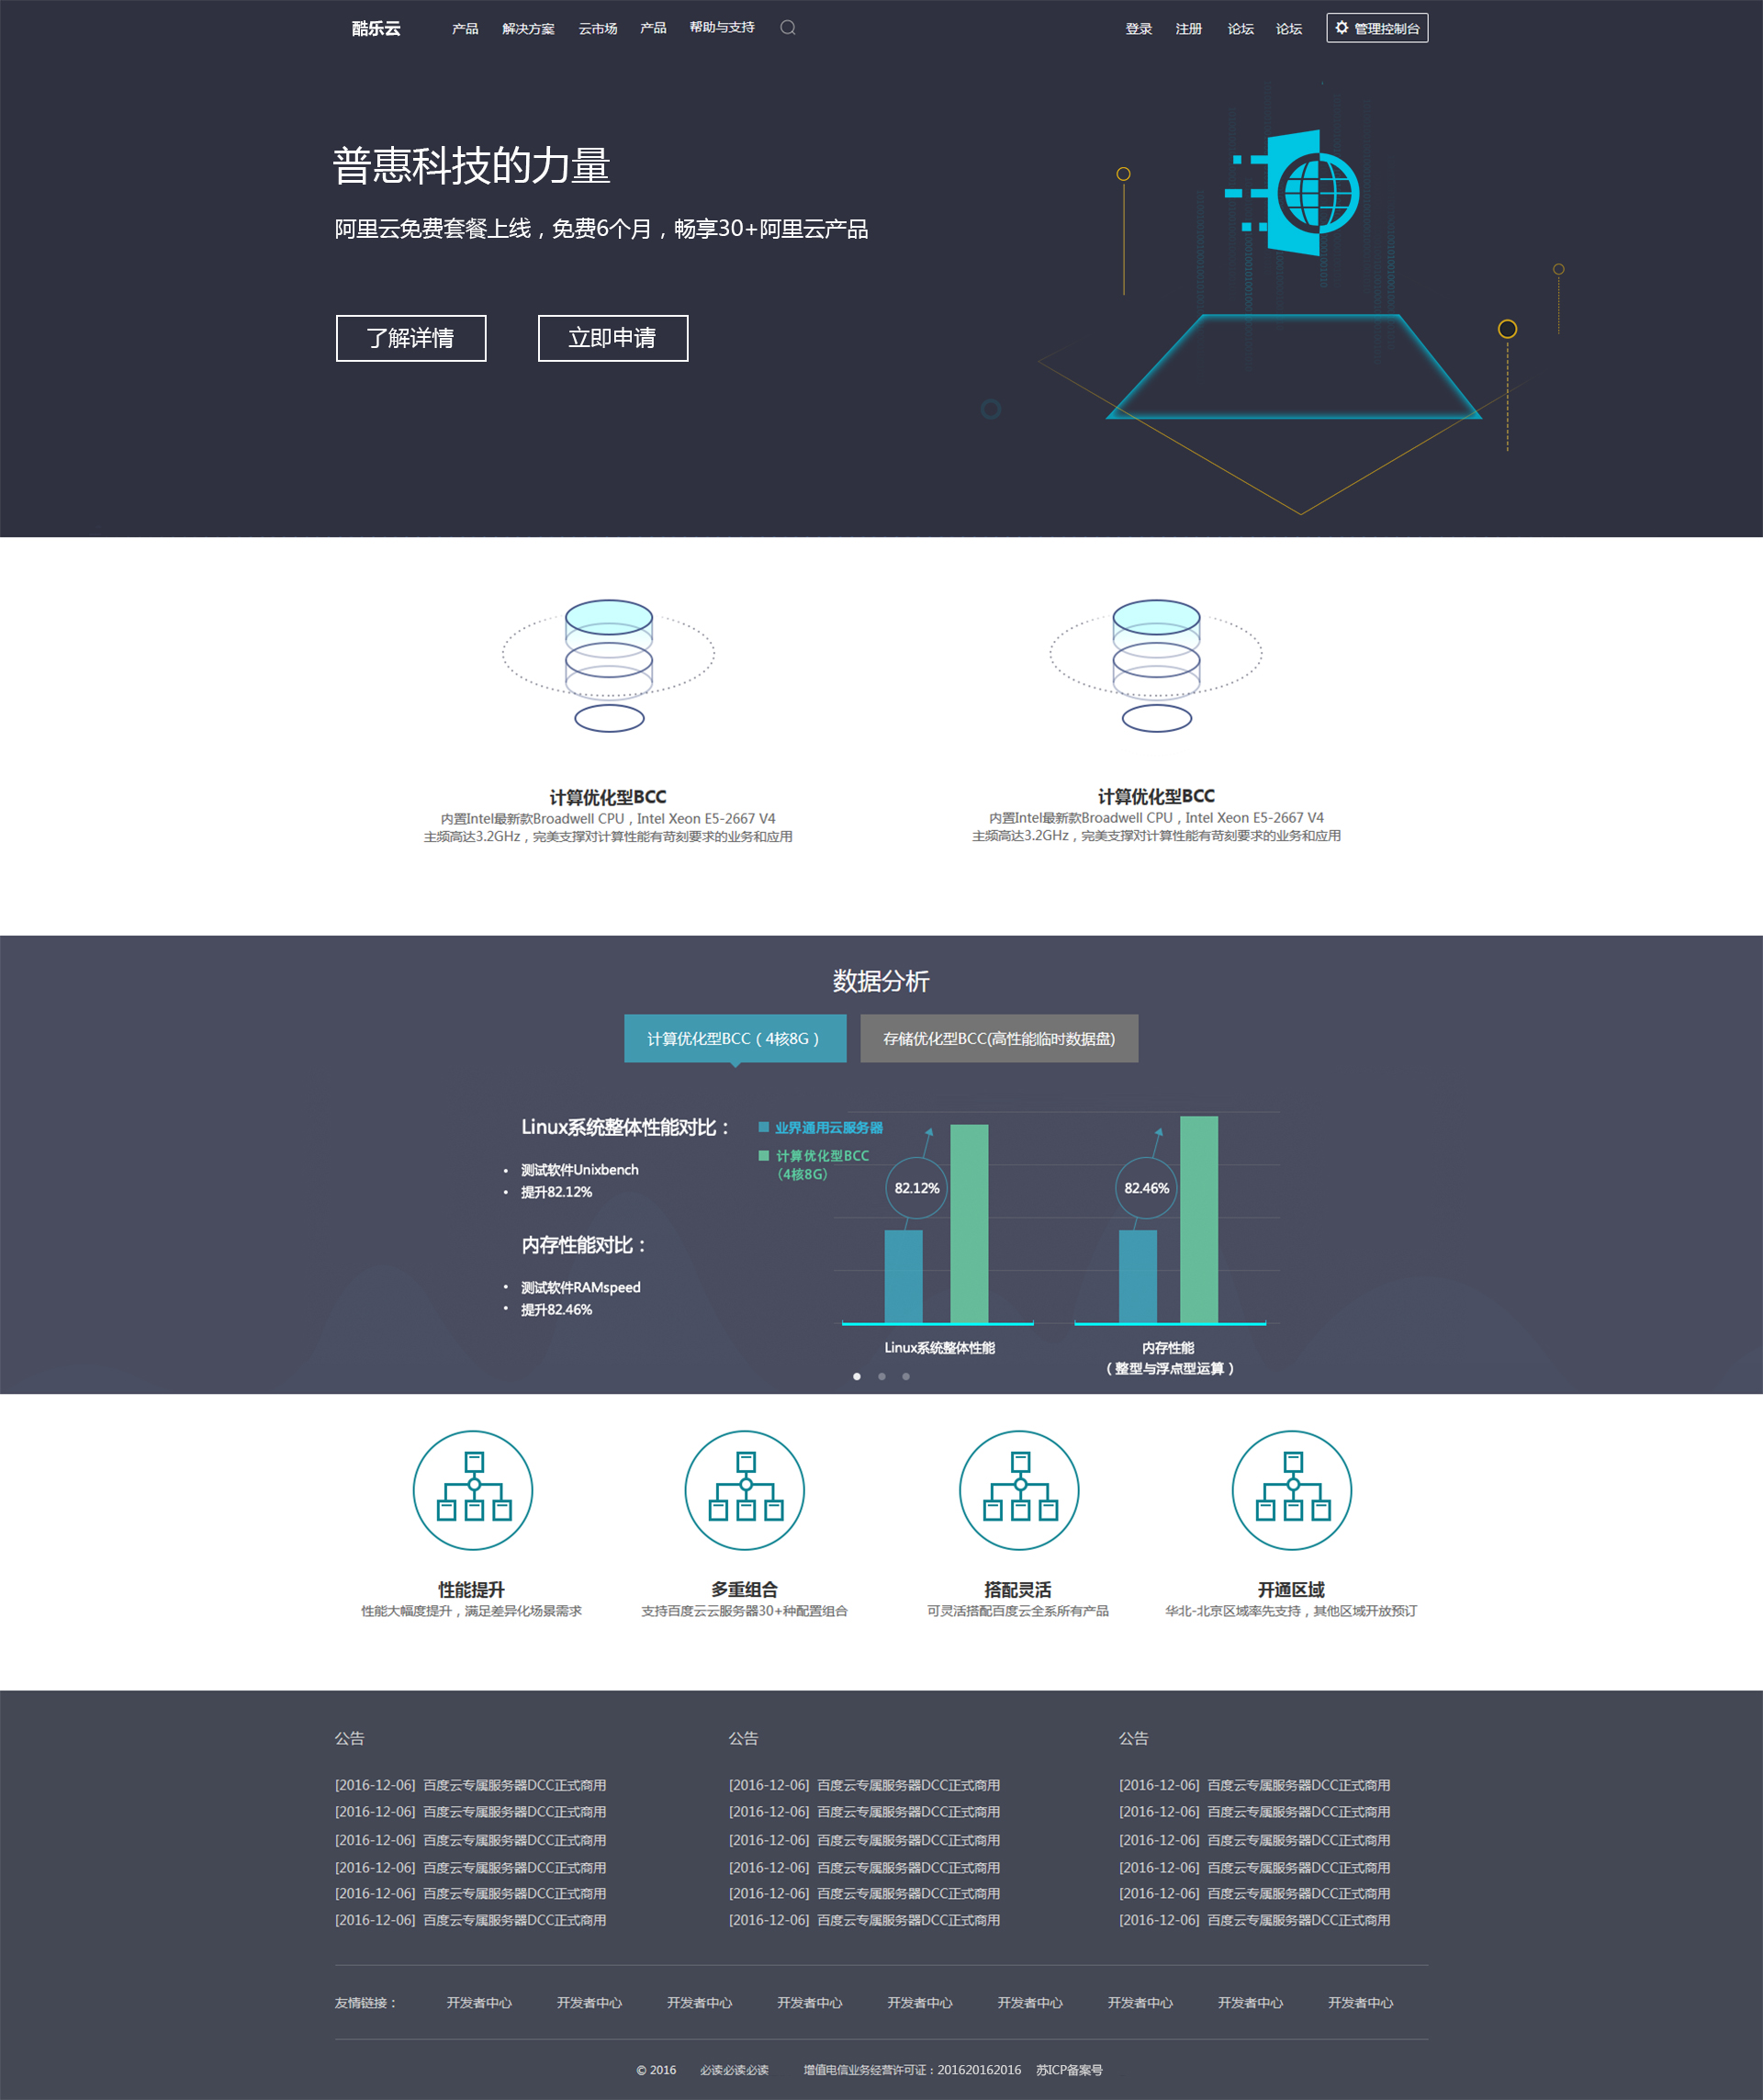 酷乐云 产品 解决方案 云市场 产品 帮助与支持 登录 注册 论坛 论坛 管理控制台
普惠科技的力量
阿里云免费套餐上线，免费6个月，畅享30+阿里云产品
了解详情 立即申请
计算优化型BCC
内置Intel最新款Broadwell CPU，Intel Xeon E5-2667 V4
主频高达3.2GHz，完美支撑对计算性能有苛刻要求的业务和应用
计算优化型BCC
内置Intel最新款Broadwell CPU，Intel Xeon E5-2667 V4
主频高达3.2GHz，完美支撑对计算性能有苛刻要求的业务和应用
数据分析
计算优化型BCC（4核8G） 存储优化型BCC(高性能临时数据盘)
Linux系统整体性能对比：
• 测试软件Unixbench
• 提升82.12%
内存性能对比：
• 测试软件RAMspeed
• 提升82.46%
业界通用云服务器
计算优化型BCC
（4核8G）
82.12% 82.46%
Linux系统整体性能
内存性能
（整型与浮点型运算）
性能提升
性能大幅度提升，满足差异化场景需求
多重组合
支持百度云云服务器30+种配置组合
搭配灵活
可灵活搭配百度云全系所有产品
开通区域
华北-北京区域率先支持，其他区域开放预订
公告
[2016-12-06] 百度云专属服务器DCC正式商用
[2016-12-06] 百度云专属服务器DCC正式商用
[2016-12-06] 百度云专属服务器DCC正式商用
[2016-12-06] 百度云专属服务器DCC正式商用
[2016-12-06] 百度云专属服务器DCC正式商用
[2016-12-06] 百度云专属服务器DCC正式商用
公告
[2016-12-06] 百度云专属服务器DCC正式商用
[2016-12-06] 百度云专属服务器DCC正式商用
[2016-12-06] 百度云专属服务器DCC正式商用
[2016-12-06] 百度云专属服务器DCC正式商用
[2016-12-06] 百度云专属服务器DCC正式商用
[2016-12-06] 百度云专属服务器DCC正式商用
公告
[2016-12-06] 百度云专属服务器DCC正式商用
[2016-12-06] 百度云专属服务器DCC正式商用
[2016-12-06] 百度云专属服务器DCC正式商用
[2016-12-06] 百度云专属服务器DCC正式商用
[2016-12-06] 百度云专属服务器DCC正式商用
[2016-12-06] 百度云专属服务器DCC正式商用
友情链接： 开发者中心 开发者中心 开发者中心 开发者中心 开发者中心 开发者中心 开发者中心 开发者中心 开发者中心
© 2016 必读必读必读 增值电信业务经营许可证：201620162016 苏ICP备案号